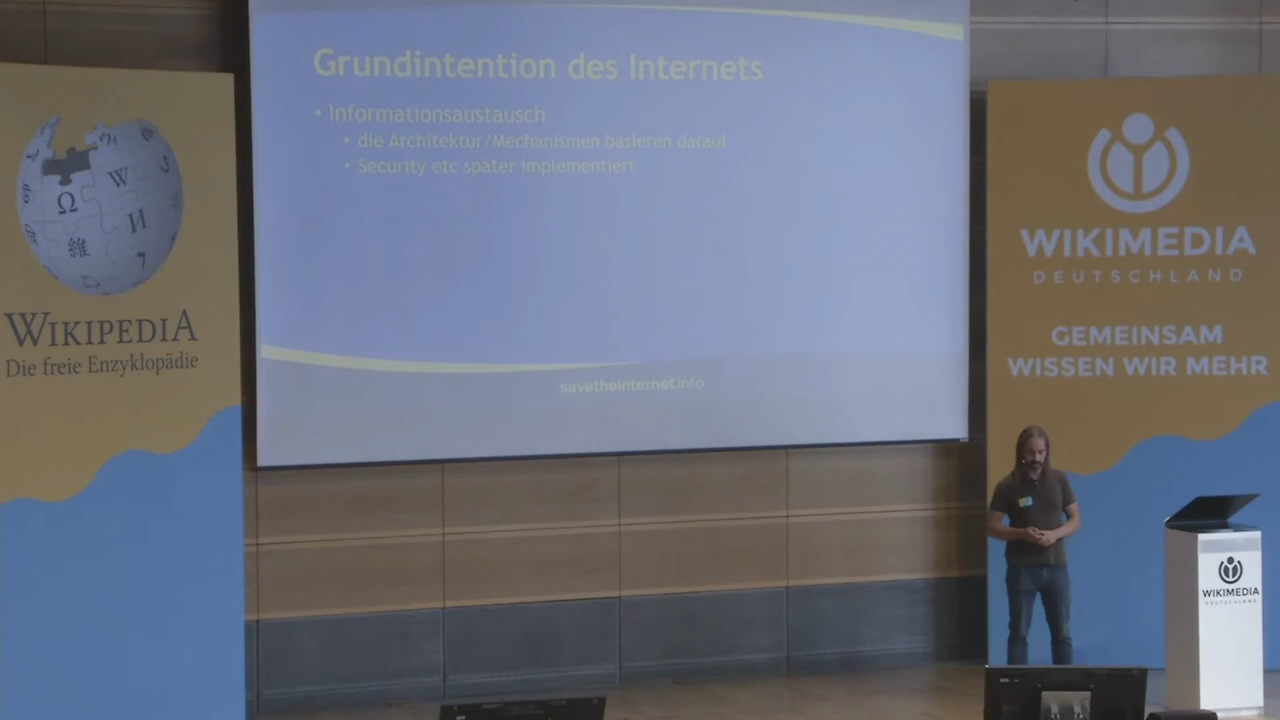 Grundintention des Internets
• Informationsaustausch
• die Architektur/Mechanismen basieren darauf
• Security etc später implementiert
savetheinternet.info
Ω
W
И
維
WIKIPEDIA
Die freie Enzyklopädie
WIKIMEDIA
DEUTSCHLAND
GEMEINSAM
WISSEN WIR MEHR
WIKIMEDIA
DEUTSCHLAND